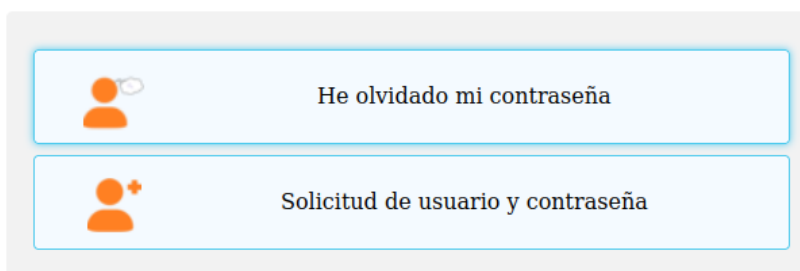 He olvidado mi contraseña
Solicitud de usuario y contraseña